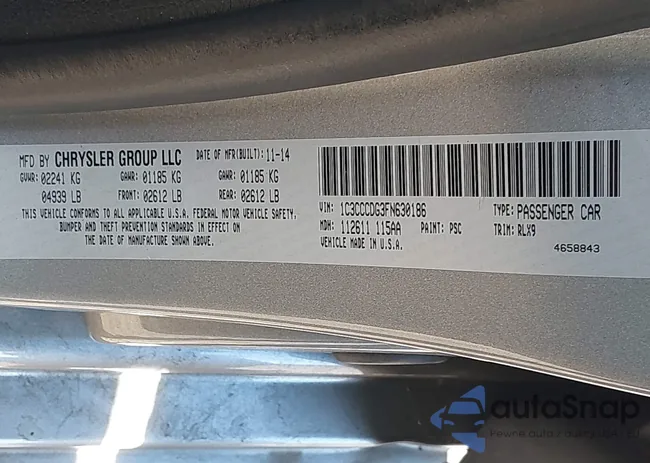 MFD BY CHRYSLER GROUP LLC DATE OF MFR(BUILT): 11-14
GVWR: 02241 KG GAWR: 01185 KG GAWR: 01185 KG
04939 LB FRONT: 02612 LB REAR: 02612 LB
THIS VEHICLE CONFORMS TO ALL APPLICABLE U.S.A. FEDERAL MOTOR VEHICLE SAFETY,
BUMPER AND THEFT PREVENTION STANDARDS IN EFFECT ON
THE DATE OF MANUFACTURE SHOWN ABOVE.
VIN: 1C3CCCDG3FN630186 TYPE: PASSENGER CAR
MDH: 112611 115AA PAINT: PSC TRIM: RLX9
VEHICLE MADE IN U.S.A. 4658843
autoSnap
Pewne auta z